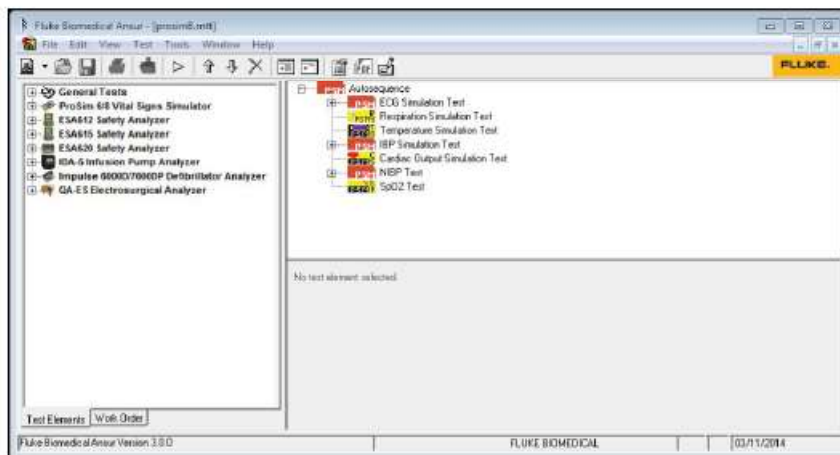 Fluke Biomedical Ansur - [prosim8.mtt]
File Edit View Test Tools Window Help
FLUKE.
General Tests
ProSim 6/8 Vital Signs Simulator
ESA612 Safety Analyzer
ESA615 Safety Analyzer
ESA620 Safety Analyzer
IDA-5 Infusion Pump Analyzer
Impulse 6000D/7000DP Defibrillator Analyzer
QA-ES Electrosurgical Analyzer
Autosequence
ECG Simulation Test
Respiration Simulation Test
Temperature Simulation Test
IBP Simulation Test
Cardiac Output Simulation Test
NIBP Test
SpO2 Test
No test element selected.
Test Elements Work Order
Fluke Biomedical Ansur Version 3.0.0 FLUKE BIOMEDICAL 03/11/2014